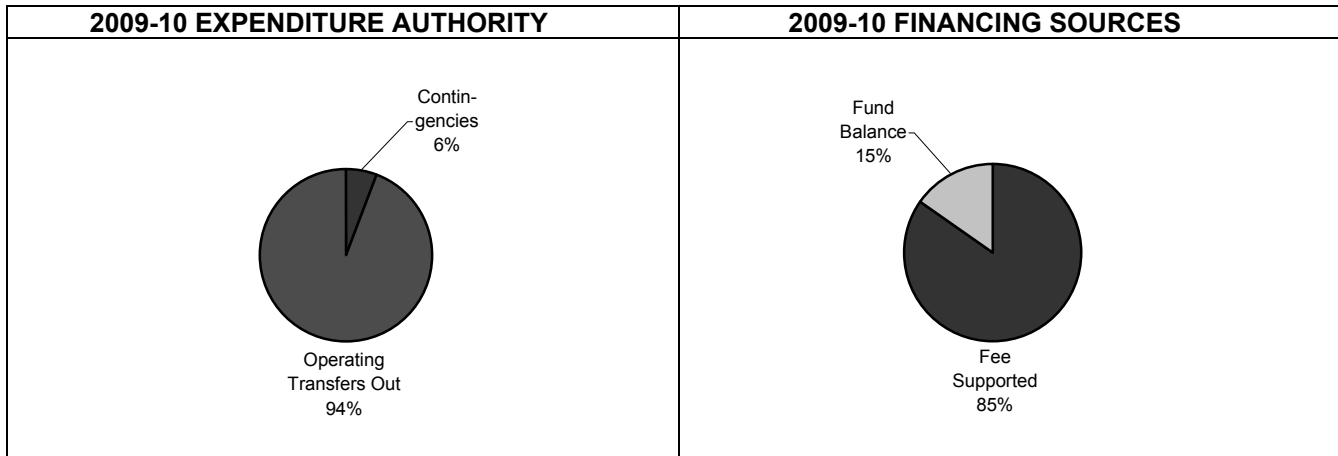 2009-10 EXPENDITURE AUTHORITY
Contin-
gencies
6%
Operating
Transfers Out
94%
2009-10 FINANCING SOURCES
Fund
Balance
15%
Fee
Supported
85%